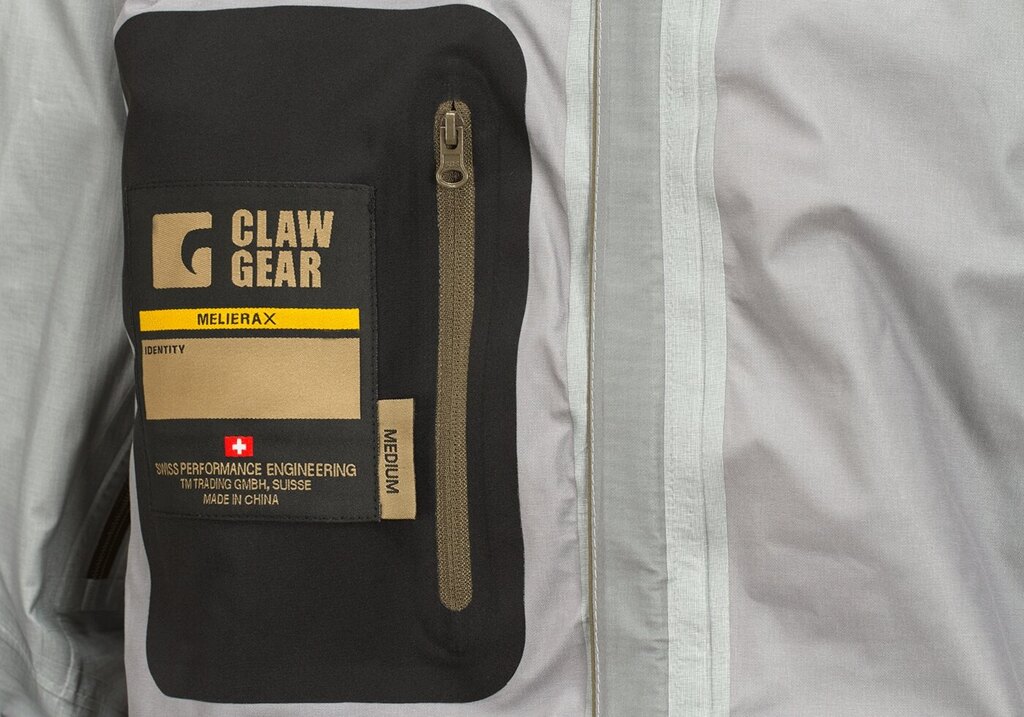 CLAW
GEAR
MELIERAX
IDENTITY
MEDIUM
SWISS PERFORMANCE ENGINEERING
TM TRADING GMBH, SUISSE
MADE IN CHINA